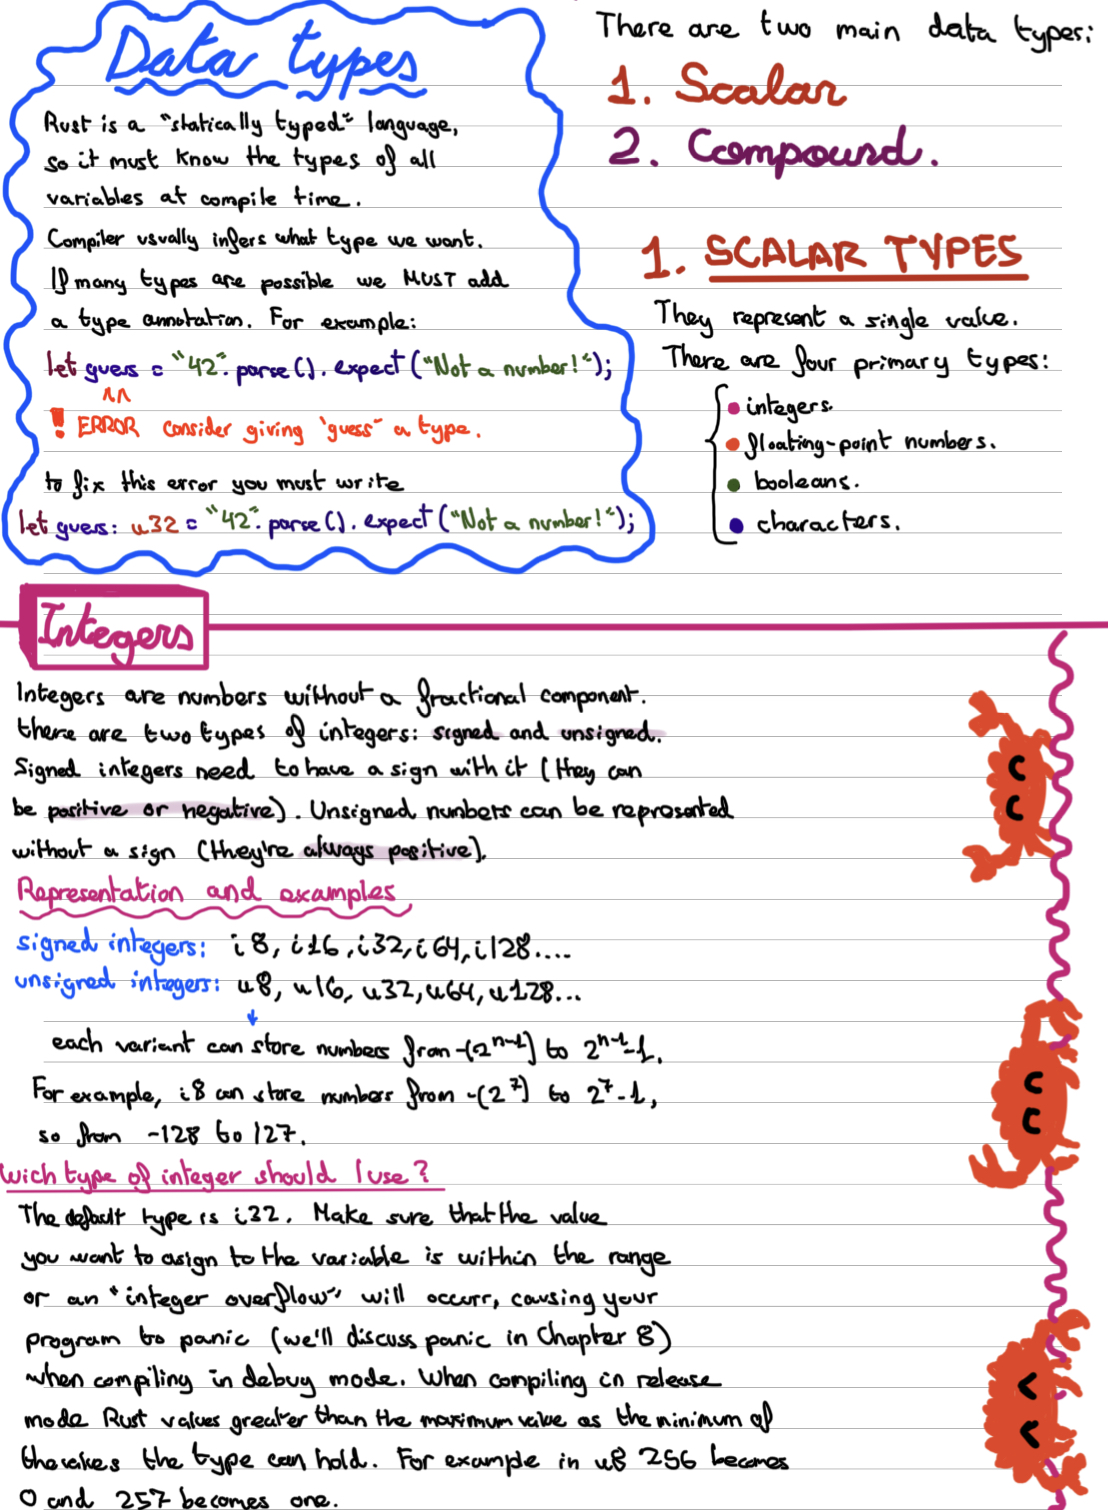 Data types
Rust is a "statically typed" language,
so it must know the types of all
variables at compile time.
Compiler usually infers what type we want.
If many types are possible we MUST add
a type annotation. For example:
let guess = "42".parse().expect("Not a number!");
^^
! ERROR consider giving 'guess" a type.
to fix this error you must write
let guess: u32 = "42".parse().expect("Not a number!");
There are two main data types:
1. Scalar
2. Compound.
1. SCALAR TYPES
They represent a single value.
There are four primary types:
• integers.
• floating-point numbers.
• booleans.
• characters.
Integers
Integers are numbers without a fractional component.
there are two types of integers: signed and unsigned.
Signed integers need to have a sign with it (they can
be positive or negative). Unsigned numbers can be represented
without a sign (they're always positive).
Representation and examples
signed integers: i8, i16, i32, i64, i128....
unsigned integers: u8, u16, u32, u64, u128...
↓
each variant can store numbers from -(2ⁿ⁻¹) to 2ⁿ⁻¹-1.
For example, i8 can store numbers from -(2⁷) to 2⁷-1,
so from -128 to 127.
Wich type of integer should I use?
The default type is i32. Make sure that the value
you want to asign to the variable is within the range
or an "integer overflow" will occurr, causing your
program to panic (we'll discuss panic in Chapter 8)
when compiling in debug mode. When compiling in release
mode Rust values greater than the maximum value as the minimum of
the the type can hold. For example in u8 256 becomes
0 and 257 becomes one.